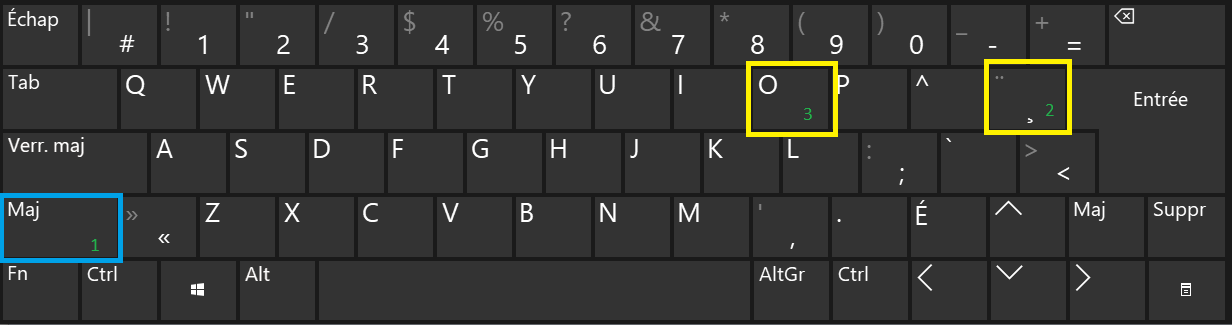 Échap | # ! 1 " 2 / 3 $ 4 % 5 ? 6 & 7 * 8 ( 9 ) 0 _ - + =
Tab Q W E R T Y U I O 3 P ^ ¨ ¸ 2 Entrée
Verr. maj A S D F G H J K L : ; ` > <
Maj 1 » « Z X C V B N M ' , . É Maj Suppr
Fn Ctrl Alt AltGr Ctrl